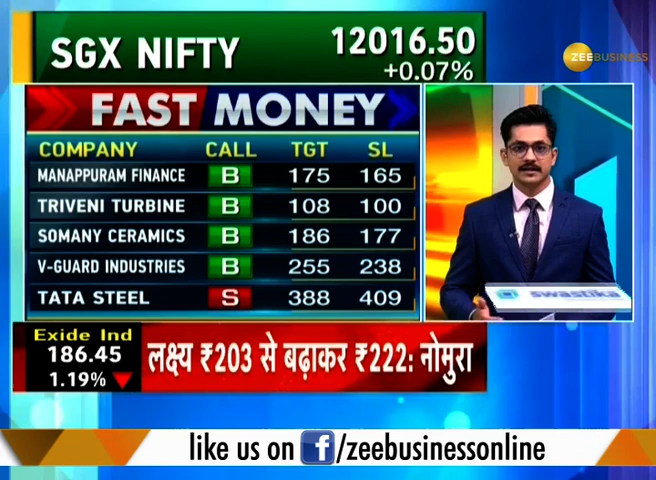 SGX NIFTY
12016.50
+0.07%
ZEEBUSINESS
FAST MONEY
COMPANY CALL TGT SL
MANAPPURAM FINANCE B 175 165
TRIVENI TURBINE B 108 100
SOMANY CERAMICS B 186 177
V-GUARD INDUSTRIES B 255 238
TATA STEEL S 388 409
swastika
Exide Ind
186.45
1.19%
लक्ष्य ₹203 से बढ़ाकर ₹222: नोमुरा
like us on f/zeebusinessonline